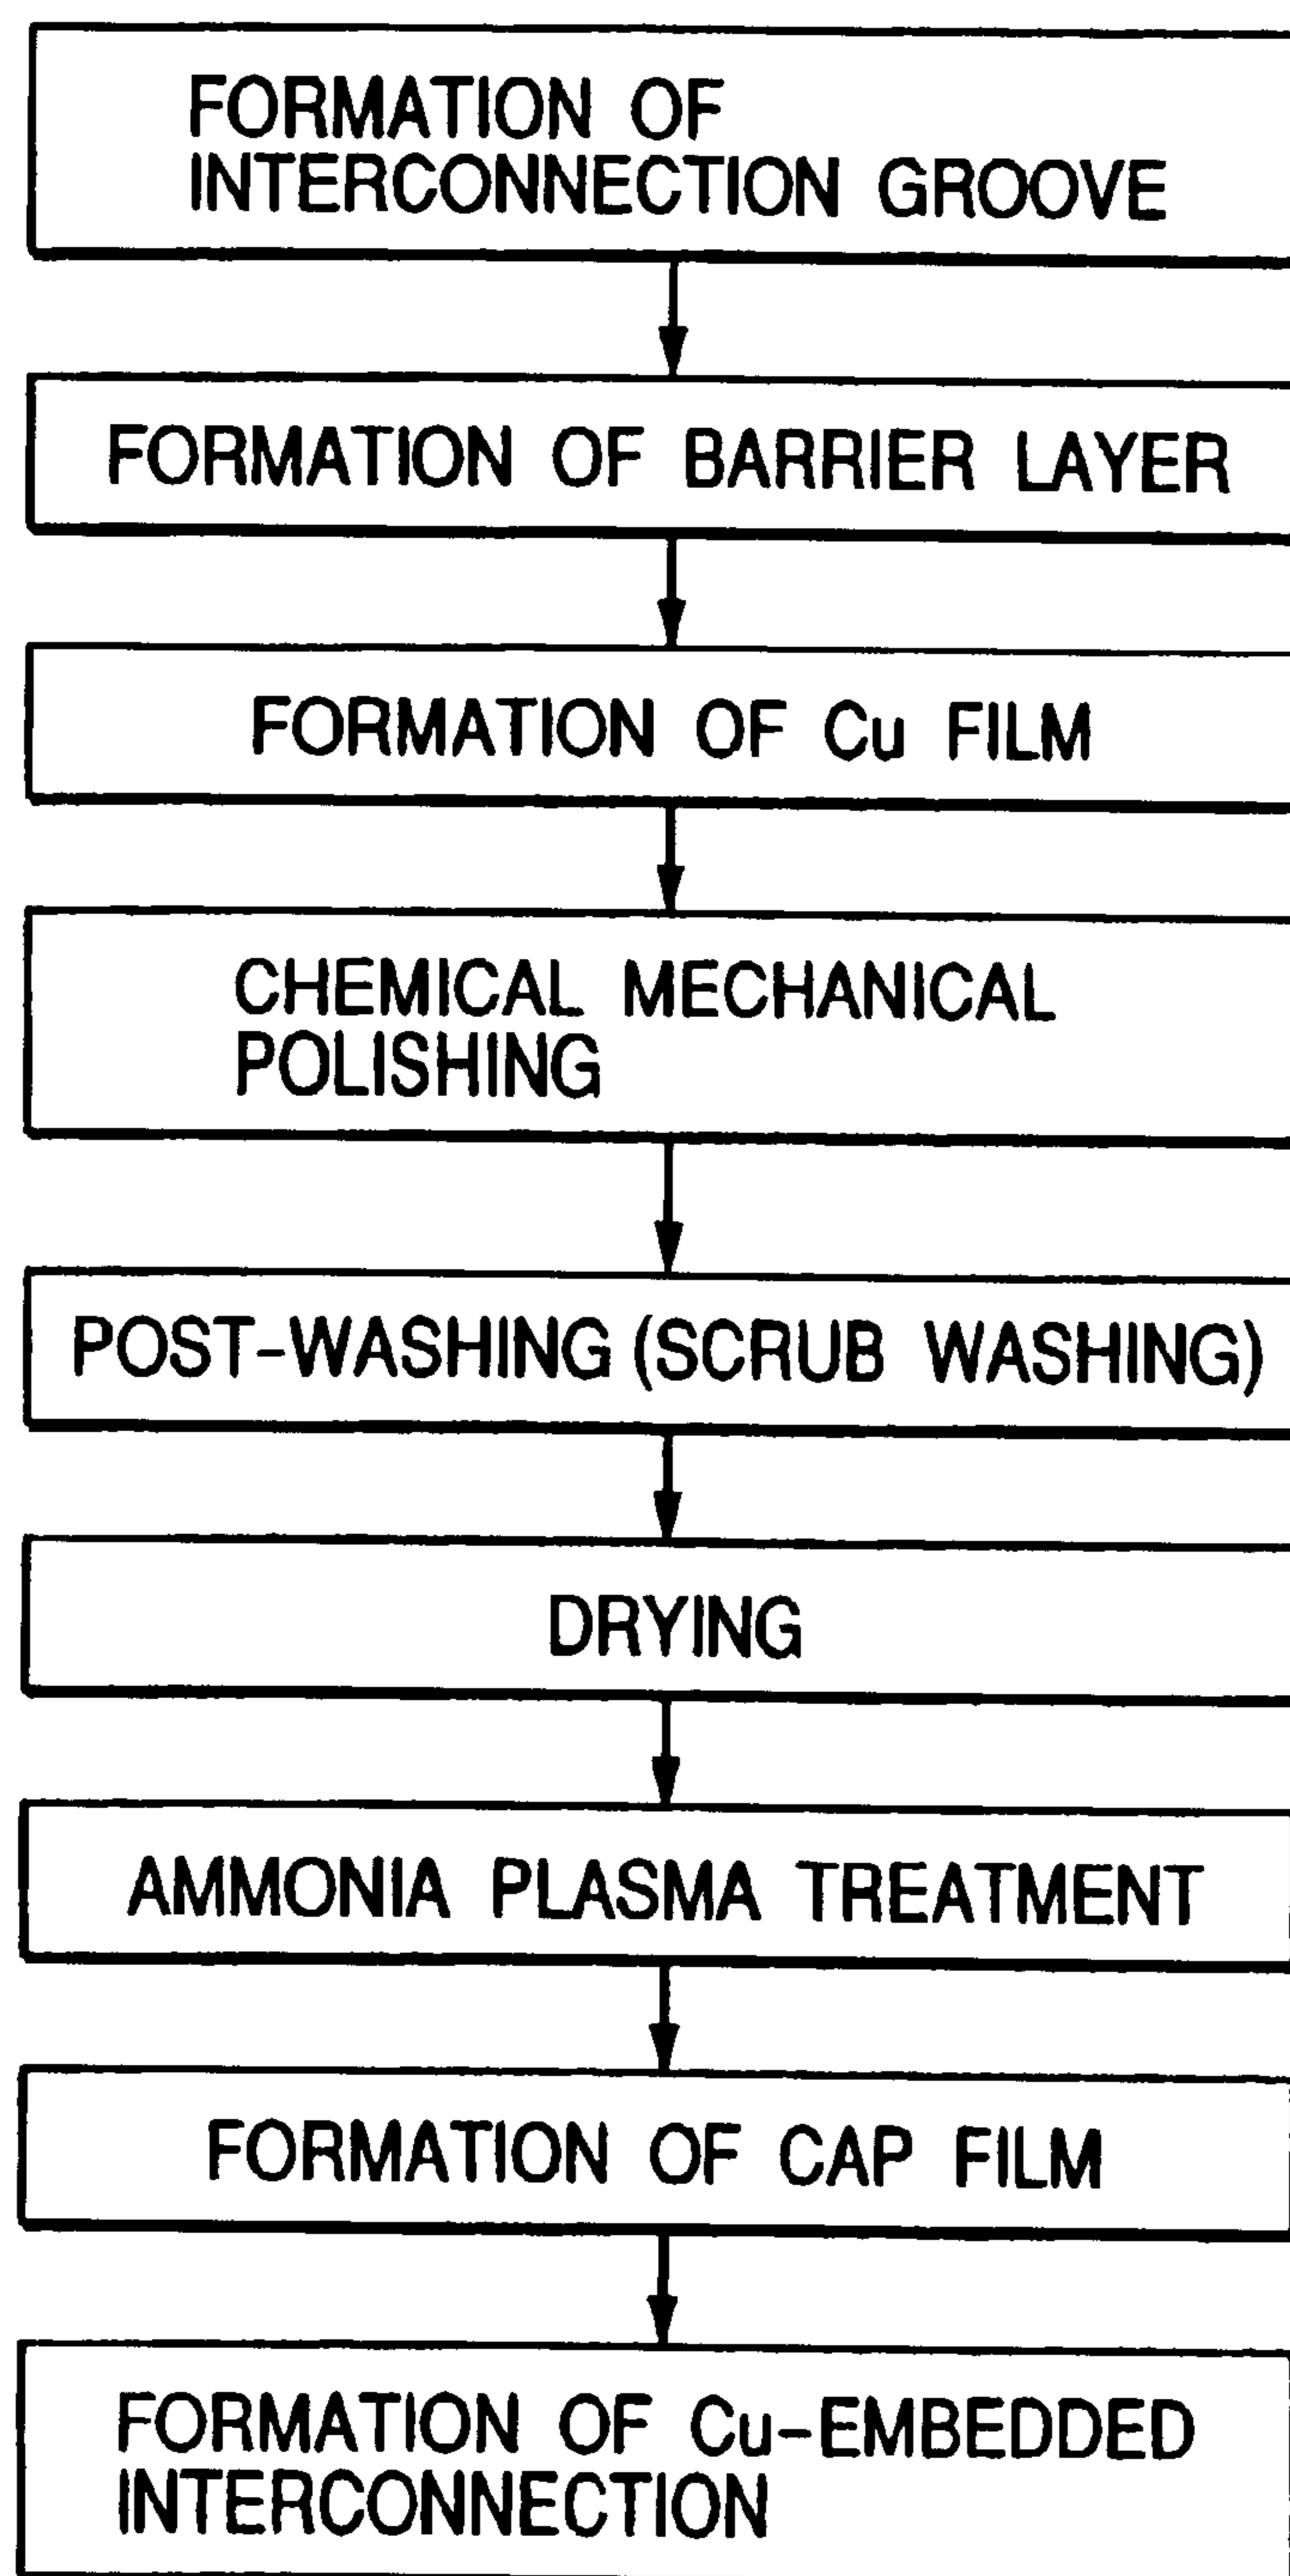 FORMATION OF
INTERCONNECTION GROOVE
FORMATION OF BARRIER LAYER
FORMATION OF Cu FILM
CHEMICAL MECHANICAL
POLISHING
POST-WASHING (SCRUB WASHING)
DRYING
AMMONIA PLASMA TREATMENT
FORMATION OF CAP FILM
FORMATION OF Cu-EMBEDDED
INTERCONNECTION